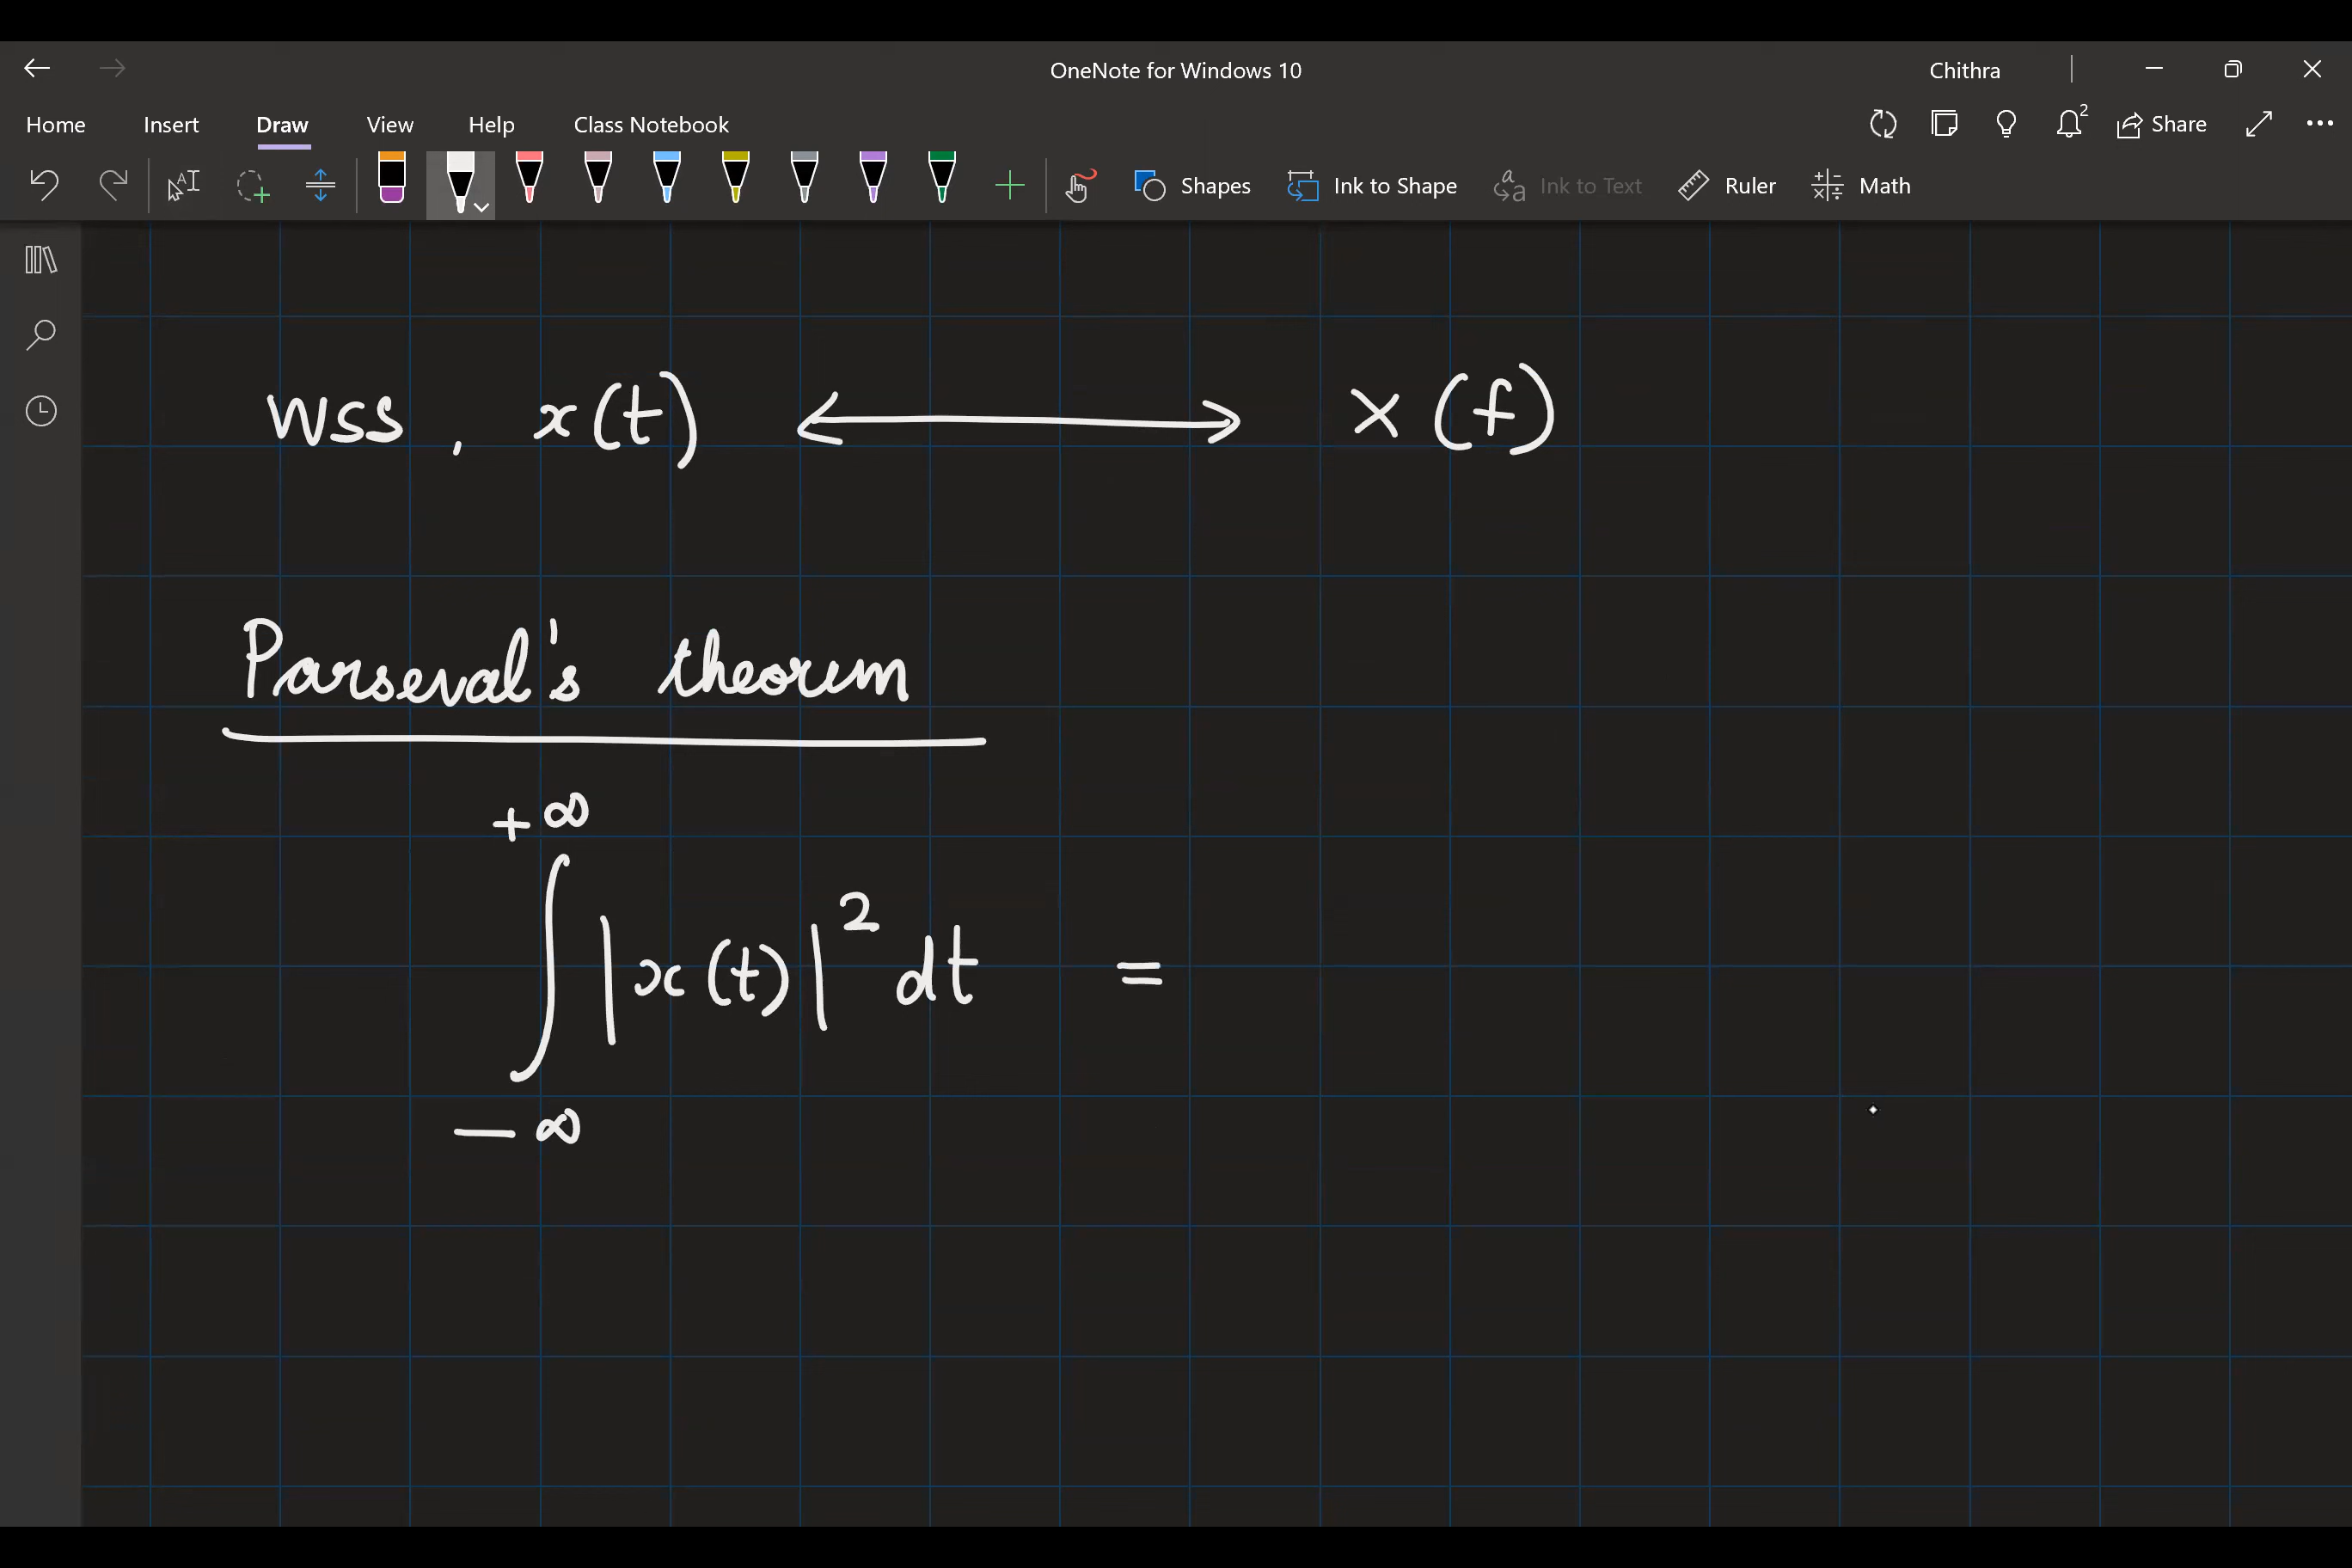 OneNote for Windows 10 Chithra
Home Insert Draw View Help Class Notebook 2 Share
Shapes Ink to Shape Ink to Text Ruler Math
WSS, x(t) ⟷ X(f)
Parseval's theorem
+∞
∫ |x(t)|² dt =
-∞